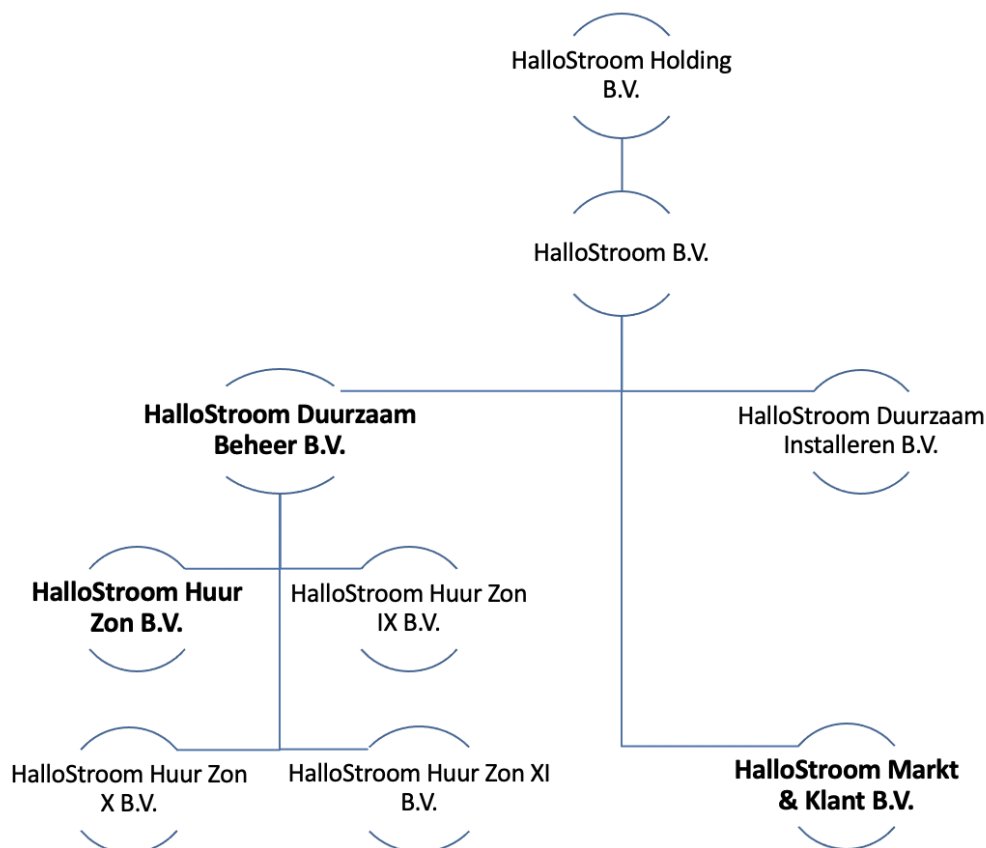 HalloStroom Holding
B.V.
HalloStroom B.V.
HalloStroom Duurzaam
Beheer B.V.
HalloStroom Duurzaam
Installeren B.V.
HalloStroom Huur
Zon B.V.
HalloStroom Huur Zon
IX B.V.
HalloStroom Huur Zon
X B.V.
HalloStroom Huur Zon XI
B.V.
HalloStroom Markt
& Klant B.V.